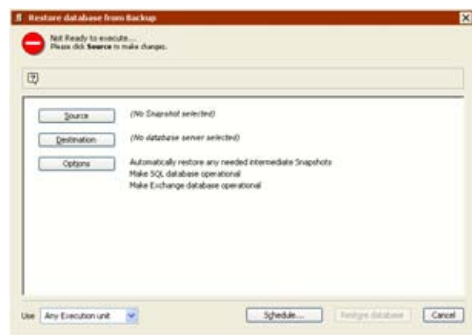 Restore database from Backup
Not Ready to execute...
Please click Source to make changes.
Source
(No Snapshot selected)
Destination
(No database server selected)
Options
Automatically restore any needed intermediate Snapshots
Make SQL database operational
Make Exchange database operational
Use
Any Execution unit
Schedule...
Restore database
Cancel